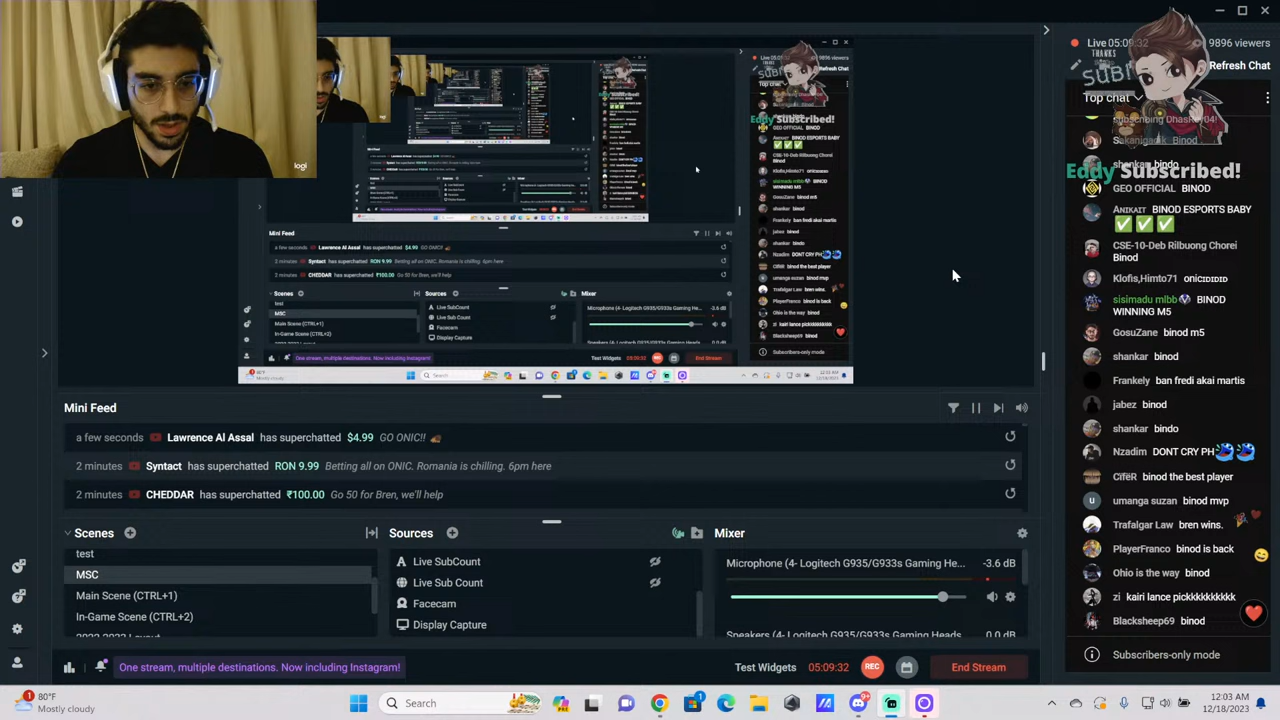 logi
Live 05:09:32 9896 viewers
THANKS
SUB
Refresh Chat
Top chat
Eddy Subscribed!
subscribing Dhaskey04!
GEO OFFICIAL BINOD
Anikait BINOD ESPORTS BABY
CSE-10-Deb Rilbuong Chorei
Binod
Klofis,Himto71 onicxxxpa
sisimadu mlbb BINOD
WINNING M5
GosuZane binod m5
shankar binod
Frankely ban fredi akai martis
jabez binod
shankar bindo
Nzadim DONT CRY PH
binod the best player
umanga suzan binod mvp
Trafalgar Law bren wins.
PlayerFranco binod is back
Ohio is the way binod
zi kairi lance pickkkkkkkkk
Blacksheep69 binod
Subscribers-only mode
Mini Feed
a few seconds Lawrence Al Assal has superchatted $4.99 GO ONIC!!
2 minutes Syntact has superchatted RON 9.99 Betting all on ONIC. Romania is chilling. 6pm here
2 minutes CHEDDAR has superchatted ₹100.00 Go 50 for Bren, we'll help
Scenes
test
MSC
Main Scene (CTRL+1)
In-Game Scene (CTRL+2)
Sources
Live SubCount
Live Sub Count
Facecam
Display Capture
Mixer
Microphone (4- Logitech G935/G933s Gaming He... -3.6 dB
Speakers (4- Logitech G935/G933s Gaming Heads 0.0 dB
One stream, multiple destinations. Now including Instagram!
Test Widgets 05:09:32 REC End Stream
80°F
Mostly cloudy
Search
12:03 AM
12/18/2023